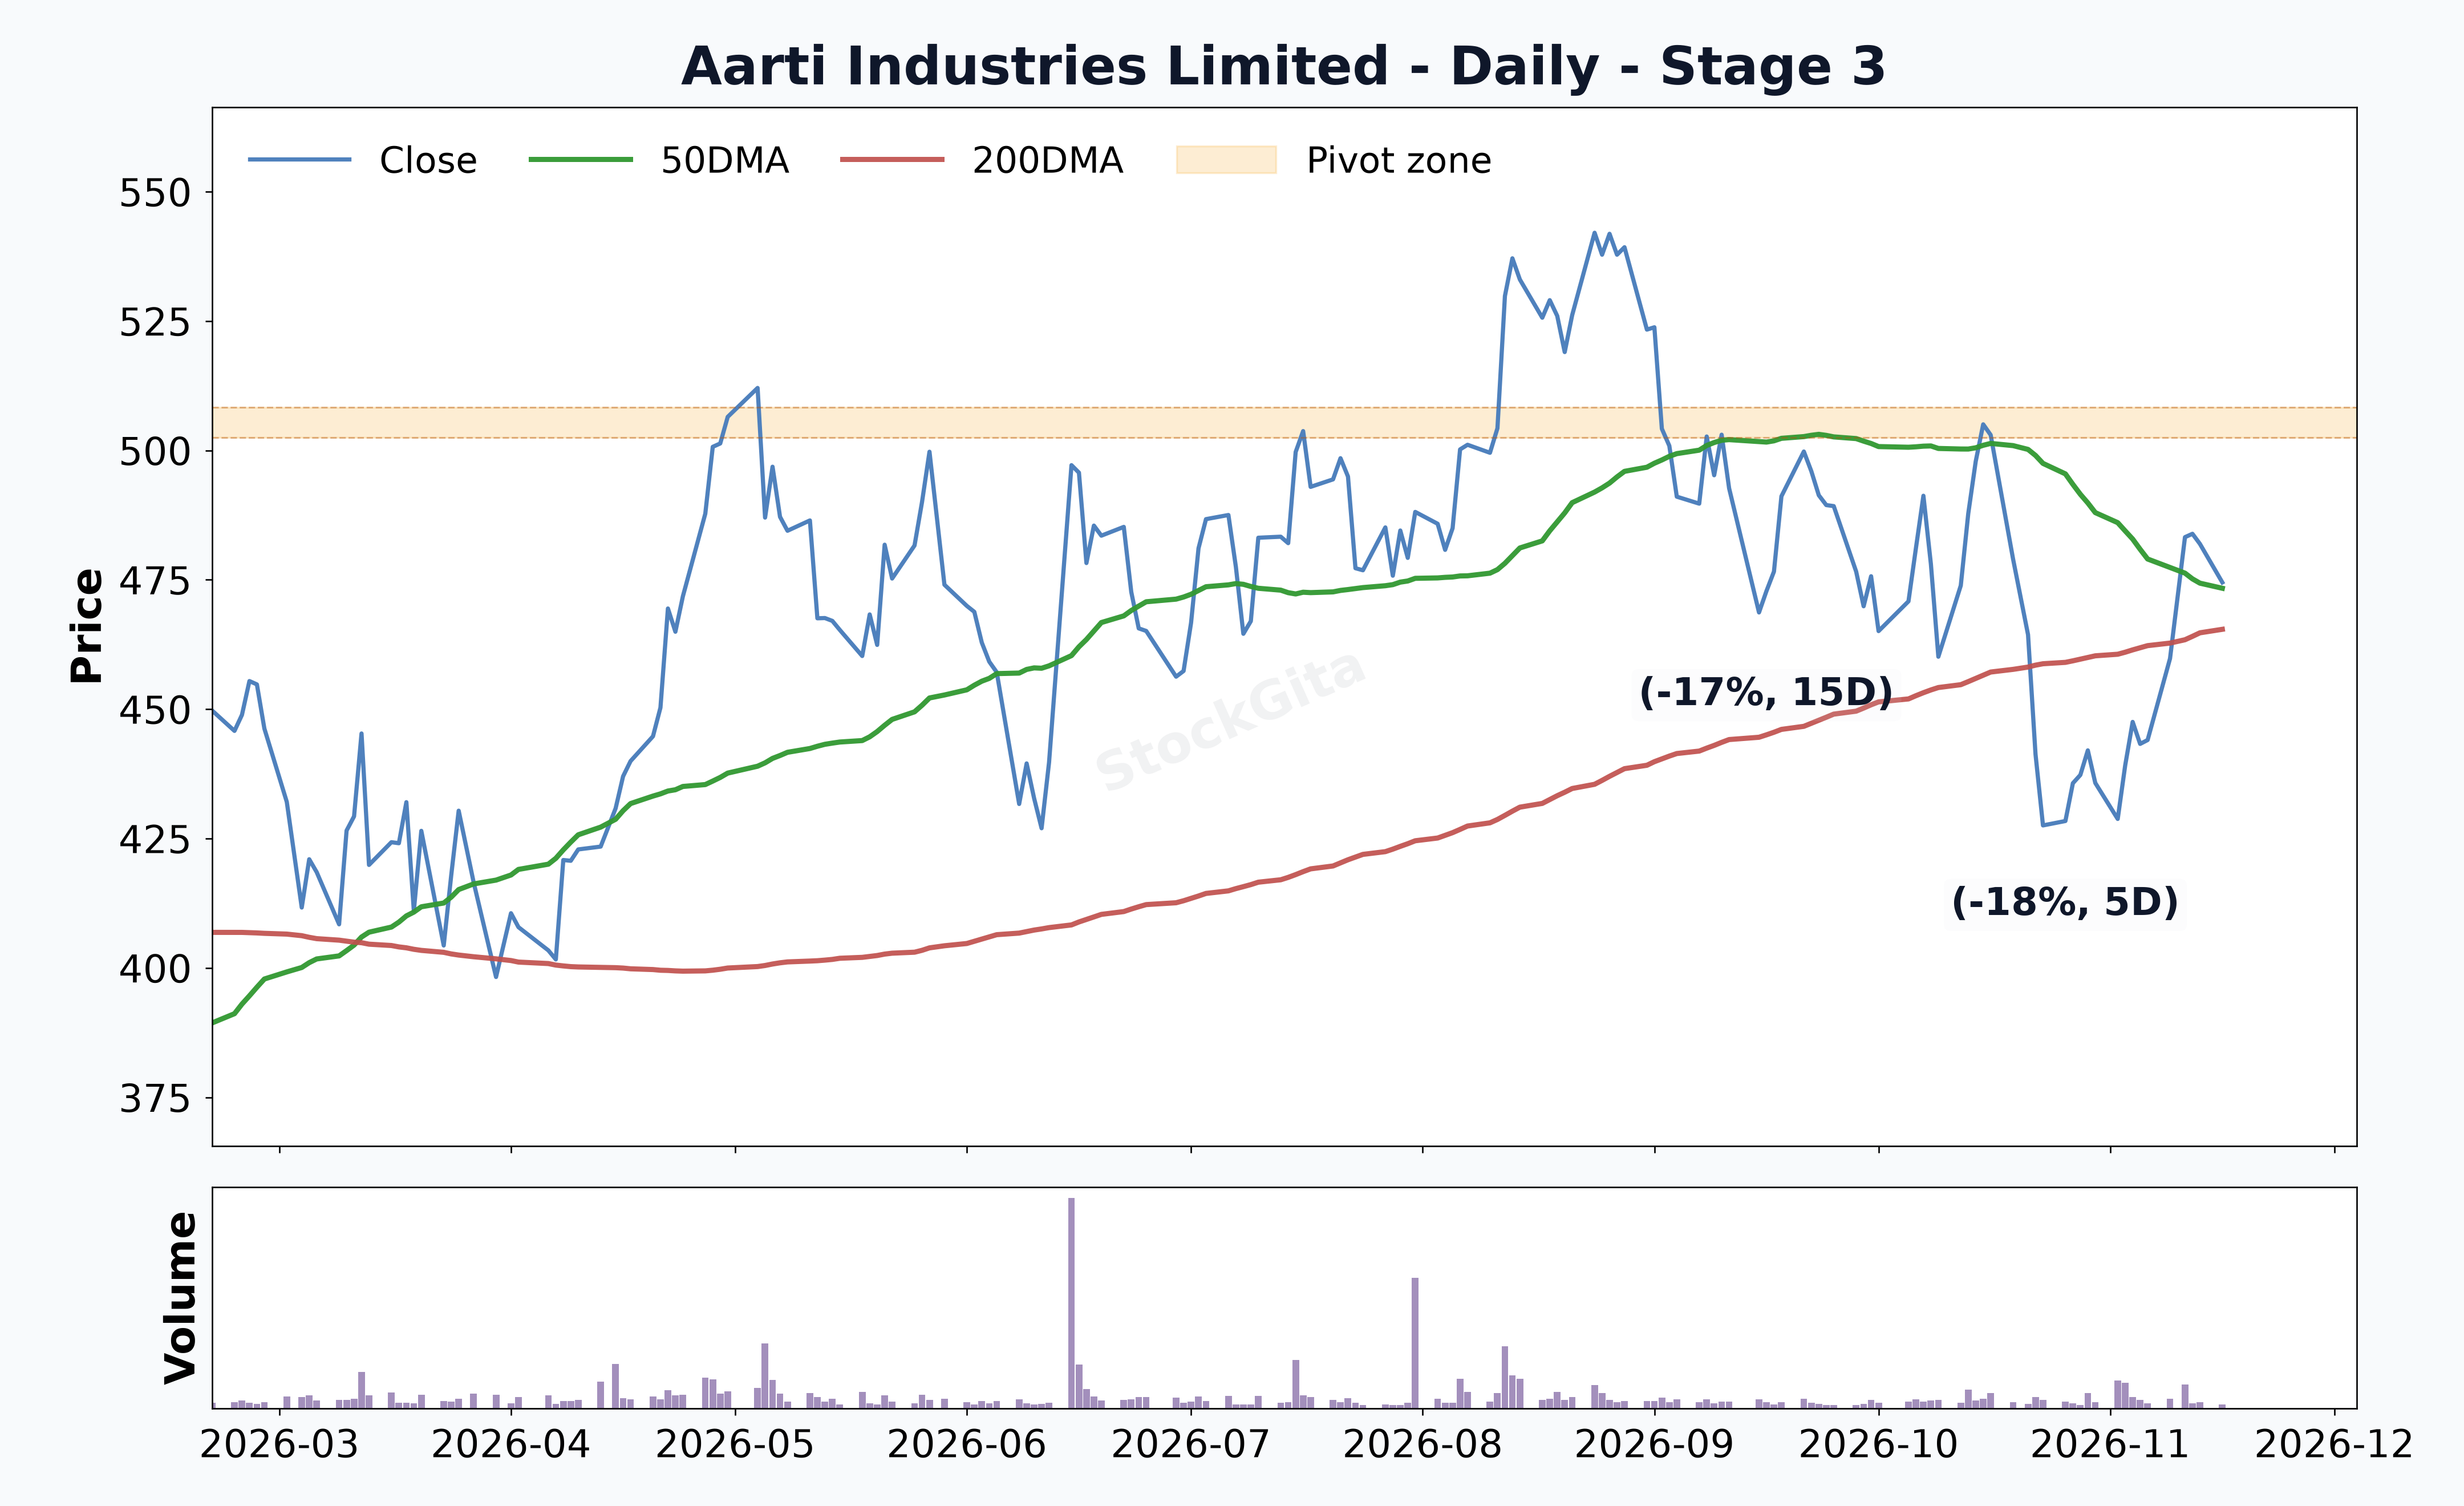 Aarti Industries Limited - Daily - Stage 3
Close 50DMA 200DMA Pivot zone
550
525
500
475
450
425
400
375
Price
StockGita
(-17%, 15D)
(-18%, 5D)
Volume
2026-03 2026-04 2026-05 2026-06 2026-07 2026-08 2026-09 2026-10 2026-11 2026-12